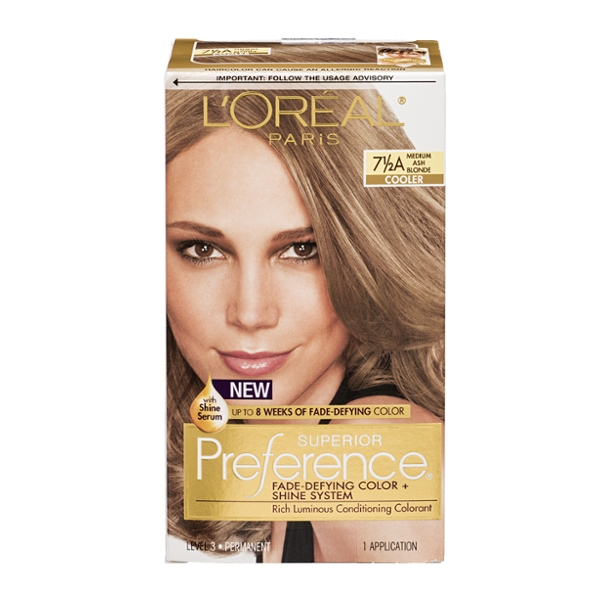 7½A
HAIRCOLOR CAN CAUSE AN ALLERGIC REACTION
IMPORTANT: FOLLOW THE USAGE ADVISORY
L'ORÉAL®
PARIS
7½A MEDIUM
ASH
BLONDE
COOLER
NEW
with
Shine
Serum
UP TO 8 WEEKS OF FADE-DEFYING COLOR
SUPERIOR
Preference®
FADE-DEFYING COLOR +
SHINE SYSTEM
Rich Luminous Conditioning Colorant
LEVEL 3 • PERMANENT 1 APPLICATION